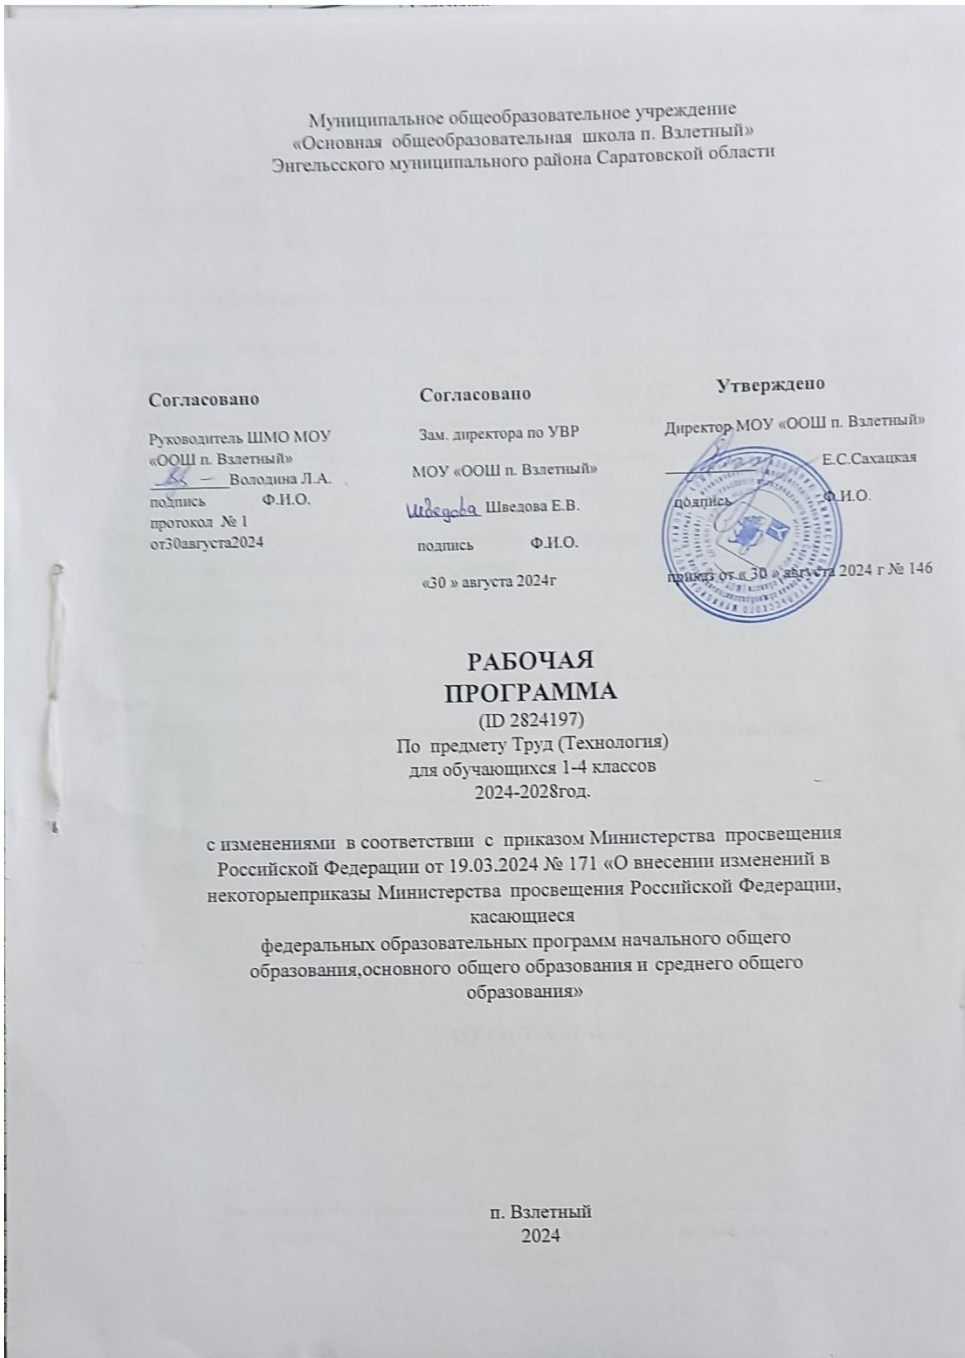 Муниципальное общеобразовательное учреждение
«Основная общеобразовательная школа п. Взлетный»
Энгельсского муниципального района Саратовской области
Согласовано
Руководитель ШМО МОУ
«ООШ п. Взлетный»
Володина Л.А.
подпись Ф.И.О.
протокол № 1
от30августа2024
Согласовано
Зам. директора по УВР
МОУ «ООШ п. Взлетный»
Шведова Шведова Е.В.
подпись Ф.И.О.
«30 » августа 2024г
Утверждено
Директор МОУ «ООШ п. Взлетный»
Е.С.Сахацкая
подпись Ф.И.О.
приказ от « 30 » августа 2024 г № 146
РАБОЧАЯ
ПРОГРАММА
(ID 2824197)
По предмету Труд (Технология)
для обучающихся 1-4 классов
2024-2028год.
с изменениями в соответствии с приказом Министерства просвещения
Российской Федерации от 19.03.2024 № 171 «О внесении изменений в
некоторыеприказы Министерства просвещения Российской Федерации,
касающиеся
федеральных образовательных программ начального общего
образования,основного общего образования и среднего общего
образования»
п. Взлетный
2024